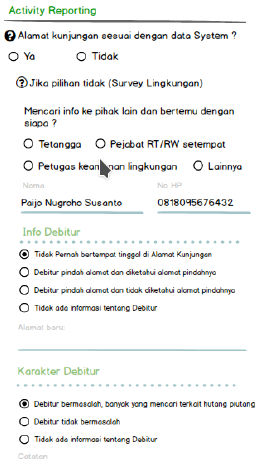 Activity Reporting
? Alamat kunjungan sesuai dengan data System ?
Ya Tidak
? Jika pilihan tidak (Survey Lingkungan)
Mencari info ke pihak lain dan bertemu dengan
siapa ?
Tetangga Pejabat RT/RW setempat
Petugas keamanan lingkungan Lainnya
Nama No HP
Paijo Nugroho Susanto 0818095676432
Info Debitur
Tidak Pernah bertempat tinggal di Alamat Kunjungan
Debitur pindah alamat dan diketahui alamat pindahnya
Debitur pindah alamat dan tidak diketahui alamat pindahnya
Tidak ada informasi tentang Debitur
Alamat baru:
Karakter Debitur
Debitur bermasalah, banyak yang mencari terkait hutang piutang
Debitur tidak bermasalah
Tidak ada informasi tentang Debitur
Catatan